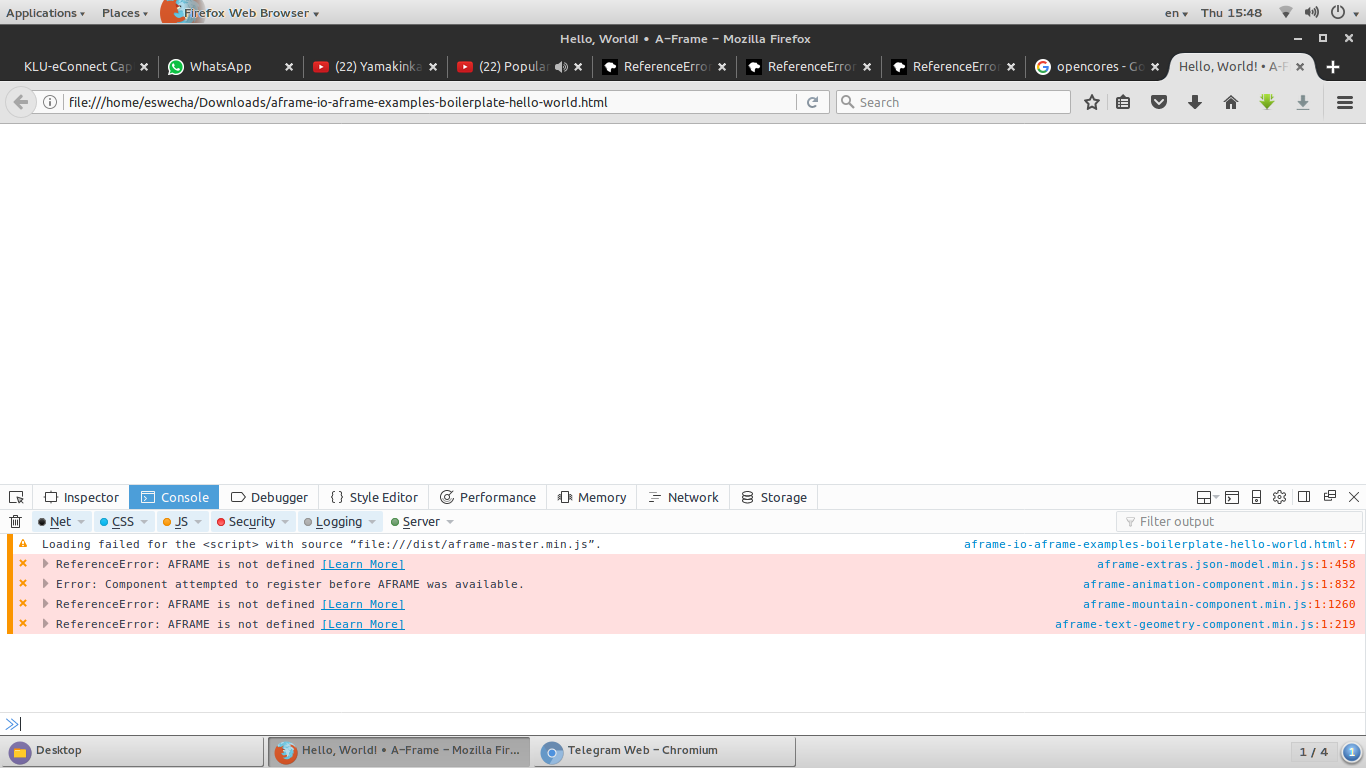 Applications Places Firefox Web Browser en Thu 15:48
Hello, World! • A-Frame - Mozilla Firefox
KLU-eConnect Cap WhatsApp (22) Yamakinka (22) Popular ReferenceError ReferenceError ReferenceError opencores - Go Hello, World! • A-F
file:///home/eswecha/Downloads/aframe-io-aframe-examples-boilerplate-hello-world.html Search
Inspector Console Debugger {} Style Editor Performance Memory Network Storage
Net CSS JS Security Logging Server Filter output
Loading failed for the <script> with source “file:///dist/aframe-master.min.js”. aframe-io-aframe-examples-boilerplate-hello-world.html:7
ReferenceError: AFRAME is not defined [Learn More] aframe-extras.json-model.min.js:1:458
Error: Component attempted to register before AFRAME was available. aframe-animation-component.min.js:1:832
ReferenceError: AFRAME is not defined [Learn More] aframe-mountain-component.min.js:1:1260
ReferenceError: AFRAME is not defined [Learn More] aframe-text-geometry-component.min.js:1:219
Desktop Hello, World! • A-Frame - Mozilla Fir... Telegram Web - Chromium 1 / 4 1